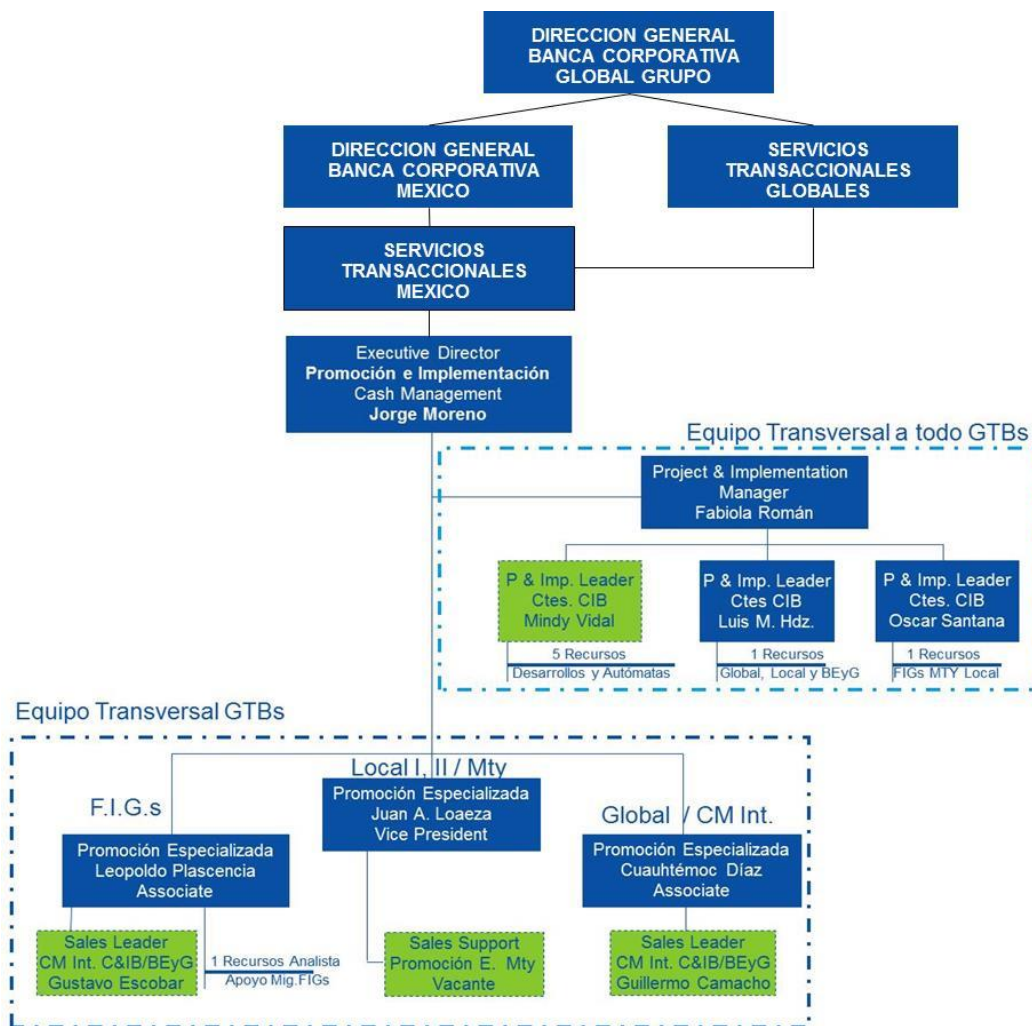 DIRECCION GENERAL
BANCA CORPORATIVA
GLOBAL GRUPO
DIRECCION GENERAL
BANCA CORPORATIVA
MEXICO
SERVICIOS
TRANSACCIONALES
GLOBALES
SERVICIOS
TRANSACCIONALES
MEXICO
Executive Director
Promoción e Implementación
Cash Management
Jorge Moreno
Equipo Transversal a todo GTBs
Project & Implementation
Manager
Fabiola Román
P & Imp. Leader
Ctes. CIB
Mindy Vidal
P & Imp. Leader
Ctes CIB
Luis M. Hdz.
P & Imp. Leader
Ctes. CIB
Oscar Santana
5 Recursos
Desarrollos y Autómatas
1 Recursos
Global, Local y BEyG
1 Recursos
FIGs MTY Local
Equipo Transversal GTBs
F.I.G.s
Promoción Especializada
Leopoldo Plascencia
Associate
Local I, II / Mty
Promoción Especializada
Juan A. Loaeza
Vice President
Global / CM Int.
Promoción Especializada
Cuauhtémoc Díaz
Associate
Sales Leader
CM Int. C&IB/BEyG
Gustavo Escobar
1 Recursos Analista
Apoyo Mig.FIGs
Sales Support
Promoción E. Mty
Vacante
Sales Leader
CM Int. C&IB/BEyG
Guillermo Camacho